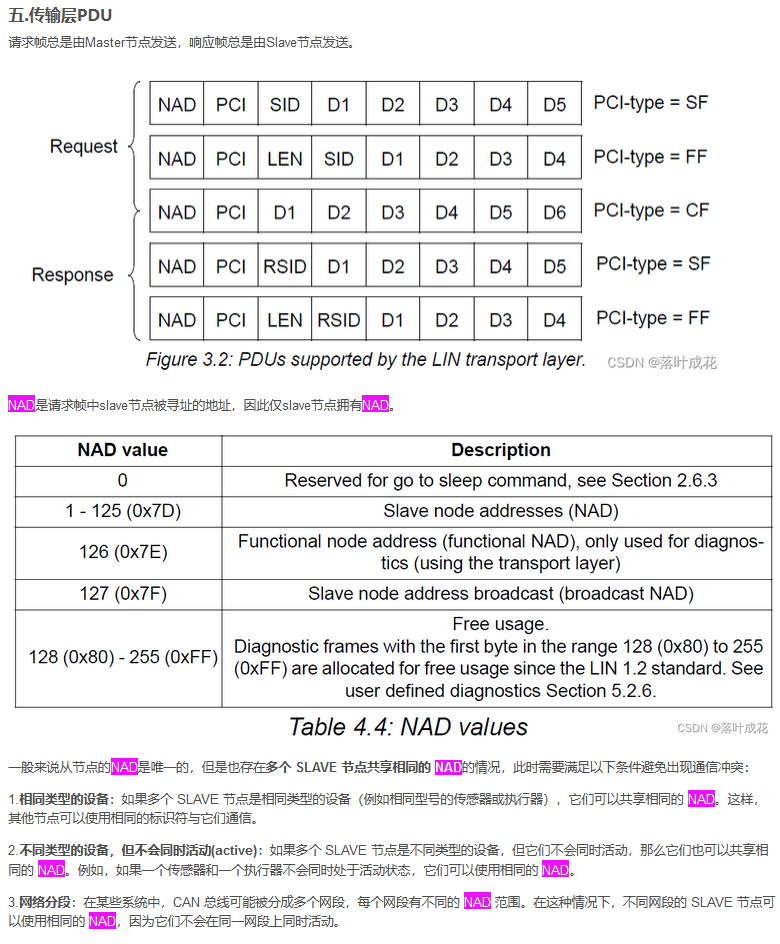 五.传输层PDU
请求帧总是由Master节点发送，响应帧总是由Slave节点发送。
Request
NAD PCI SID D1 D2 D3 D4 D5 PCI-type = SF
NAD PCI LEN SID D1 D2 D3 D4 PCI-type = FF
NAD PCI D1 D2 D3 D4 D5 D6 PCI-type = CF
Response
NAD PCI RSID D1 D2 D3 D4 D5 PCI-type = SF
NAD PCI LEN RSID D1 D2 D3 D4 PCI-type = FF
Figure 3.2: PDUs supported by the LIN transport layer.
CSDN @落叶成花
NAD是请求帧中slave节点被寻址的地址，因此仅slave节点拥有NAD。
NAD value Description
0 Reserved for go to sleep command, see Section 2.6.3
1 - 125 (0x7D) Slave node addresses (NAD)
126 (0x7E) Functional node address (functional NAD), only used for diagnos-
tics (using the transport layer)
127 (0x7F) Slave node address broadcast (broadcast NAD)
128 (0x80) - 255 (0xFF) Free usage.
Diagnostic frames with the first byte in the range 128 (0x80) to 255
(0xFF) are allocated for free usage since the LIN 1.2 standard. See
user defined diagnostics Section 5.2.6.
Table 4.4: NAD values
CSDN @落叶成花
一般来说从节点的NAD是唯一的，但是也存在多个 SLAVE 节点共享相同的 NAD的情况，此时需要满足以下条件避免出现通信冲突：
1.相同类型的设备：如果多个 SLAVE 节点是相同类型的设备（例如相同型号的传感器或执行器），它们可以共享相同的 NAD。这样，
其他节点可以使用相同的标识符与它们通信。
2.不同类型的设备，但不会同时活动(active)：如果多个 SLAVE 节点是不同类型的设备，但它们不会同时活动，那么它们也可以共享相
同的 NAD。例如，如果一个传感器和一个执行器不会同时处于活动状态，它们可以使用相同的 NAD。
3.网络分段：在某些系统中，CAN 总线可能被分成多个网段，每个网段有不同的 NAD 范围。在这种情况下，不同网段的 SLAVE 节点可
以使用相同的 NAD，因为它们不会在同一网段上同时活动。